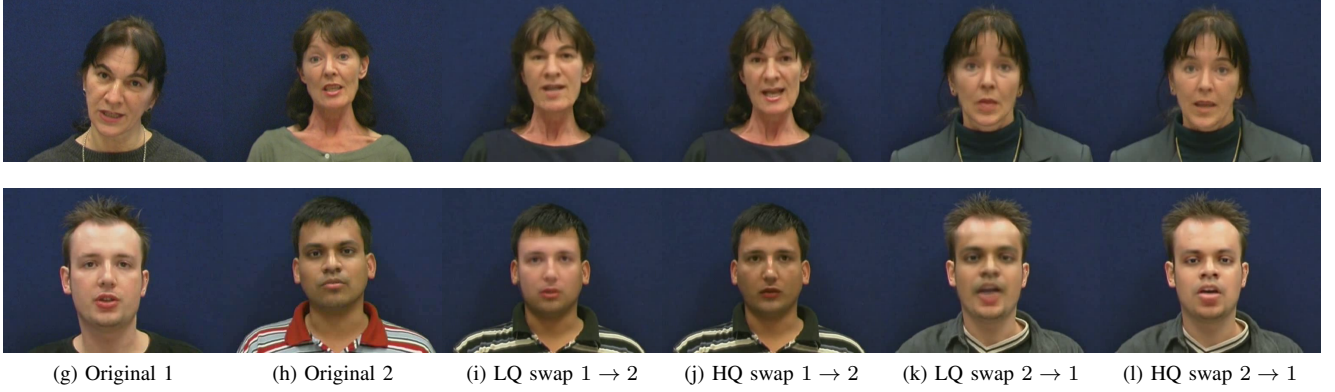 (g) Original 1 (h) Original 2 (i) LQ swap 1 → 2 (j) HQ swap 1 → 2 (k) LQ swap 2 → 1 (l) HQ swap 2 → 1